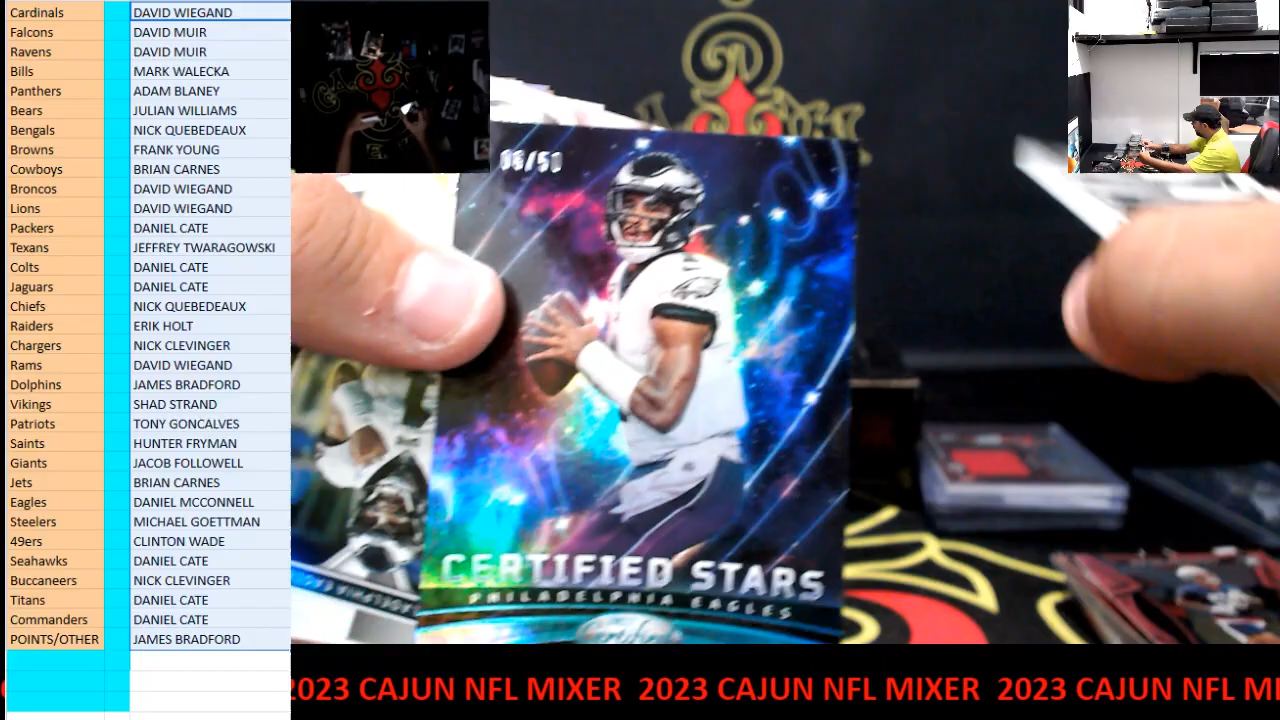 Cardinals DAVID WIEGAND
Falcons DAVID MUIR
Ravens DAVID MUIR
Bills MARK WALECKA
Panthers ADAM BLANEY
Bears JULIAN WILLIAMS
Bengals NICK QUEBEDEAUX
Browns FRANK YOUNG
Cowboys BRIAN CARNES
Broncos DAVID WIEGAND
Lions DAVID WIEGAND
Packers DANIEL CATE
Texans JEFFREY TWARAGOWSKI
Colts DANIEL CATE
Jaguars DANIEL CATE
Chiefs NICK QUEBEDEAUX
Raiders ERIK HOLT
Chargers NICK CLEVINGER
Rams DAVID WIEGAND
Dolphins JAMES BRADFORD
Vikings SHAD STRAND
Patriots TONY GONCALVES
Saints HUNTER FRYMAN
Giants JACOB FOLLOWELL
Jets BRIAN CARNES
Eagles DANIEL MCCONNELL
Steelers MICHAEL GOETTMAN
49ers CLINTON WADE
Seahawks DANIEL CATE
Buccaneers NICK CLEVINGER
Titans DANIEL CATE
Commanders DANIEL CATE
POINTS/OTHER JAMES BRADFORD
CERTIFIED STARS
PHILADELPHIA EAGLES
2023 CAJUN NFL MIXER 2023 CAJUN NFL MIXER 2023 CAJUN NFL MI